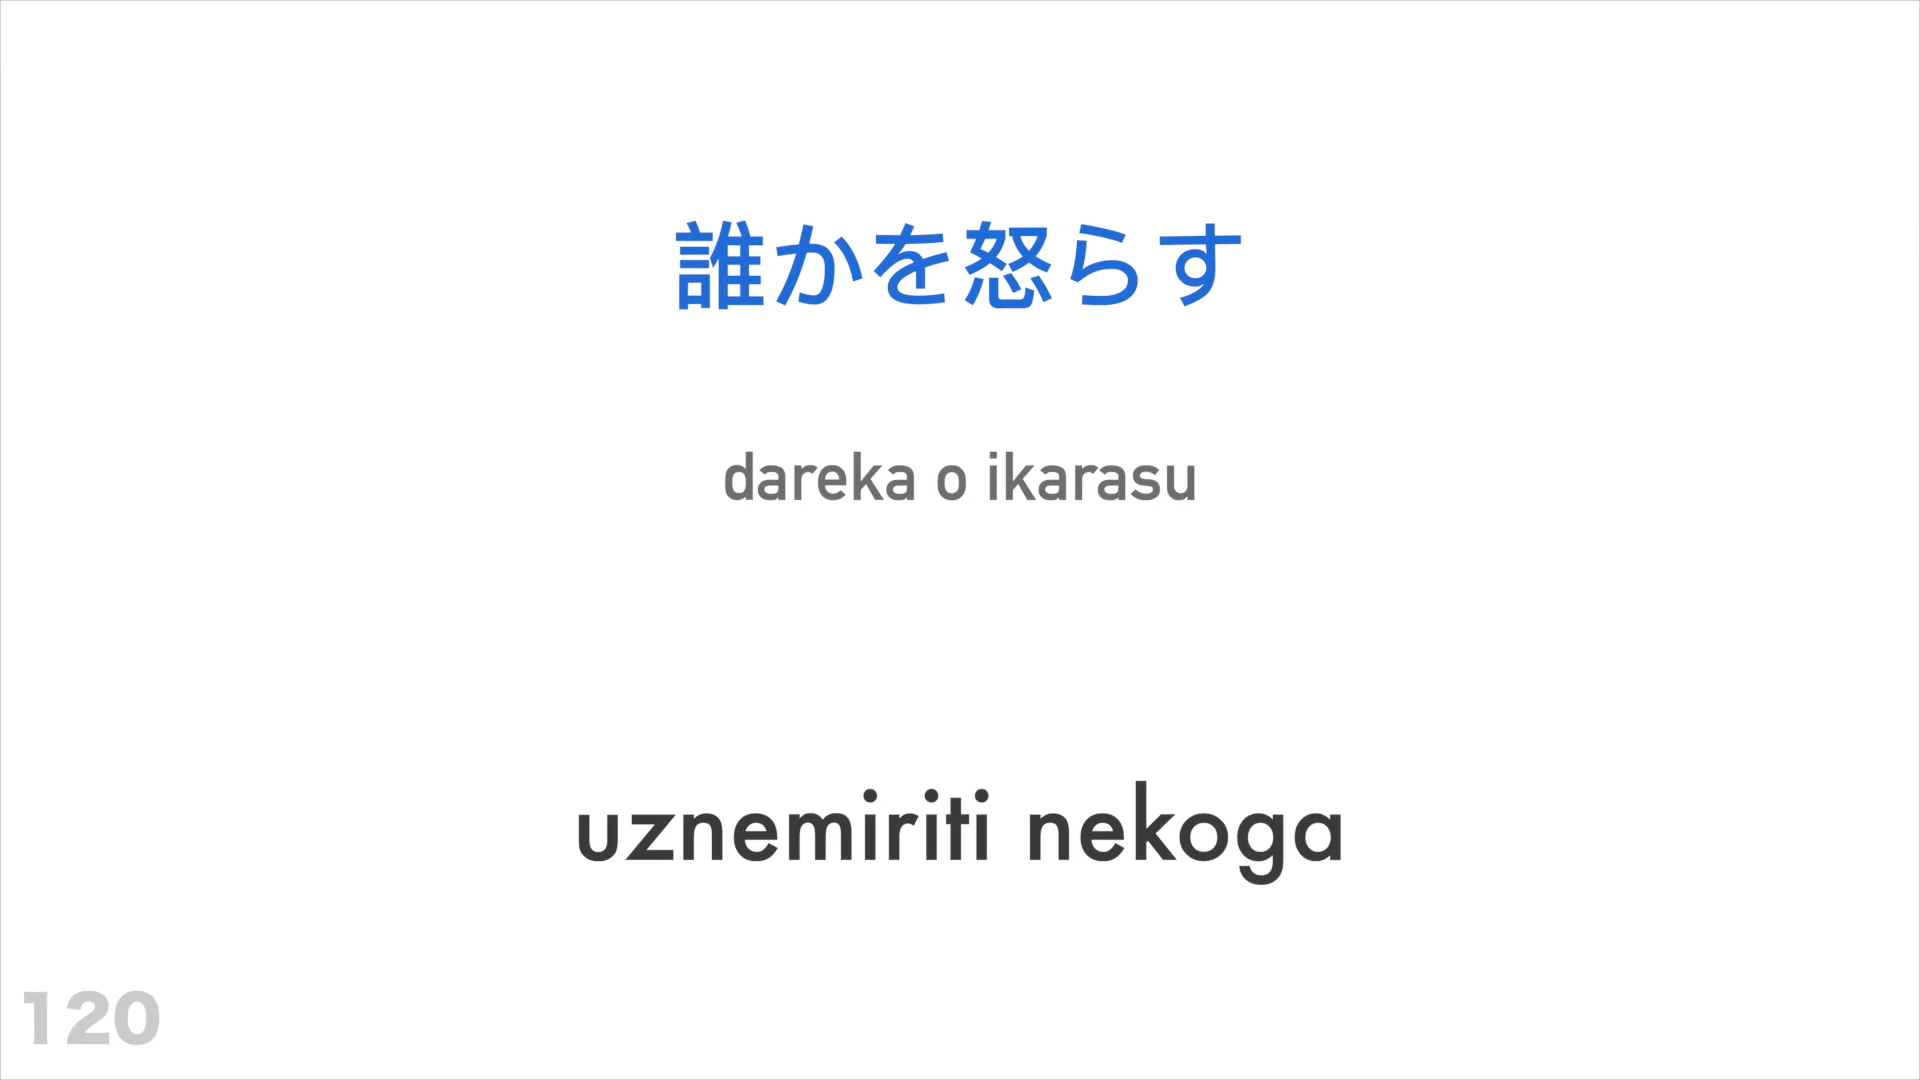 誰かを怒らす
dareka o ikarasu
uznemiriti nekoga
120